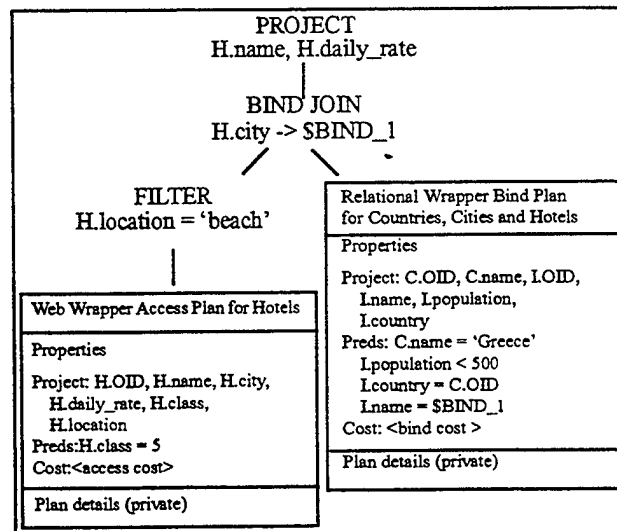 PROJECT
H.name, H.daily_rate
BIND JOIN
H.city -> $BIND_1
FILTER
H.location = ‘beach’
Relational Wrapper Bind Plan
for Countries, Cities and Hotels
Properties
Project: C.OID, C.name, I.OID,
I.name, I.population,
I.country
Preds: C.name = ‘Greece’
I.population < 500
I.country = C.OID
I.name = $BIND_1
Cost: <bind cost >
Plan details (private)
Web Wrapper Access Plan for Hotels
Properties
Project: H.OID, H.name, H.city,
H.daily_rate, H.class,
H.location
Preds:H.class = 5
Cost:<access cost>
Plan details (private)